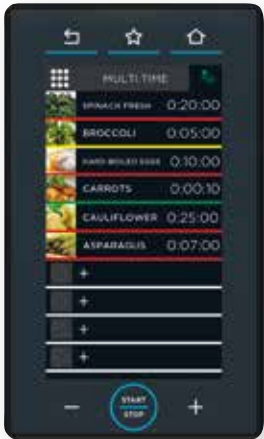 MULTI.TIME
SPINACH FRESH 0:20:00
BROCCOLI 0:05:00
HARD BOILED EGGS 0:10:00
CARROTS 0:00:10
CAULIFLOWER 0:25:00
ASPARAGUS 0:07:00
+
+
+
+
− START +
STOP